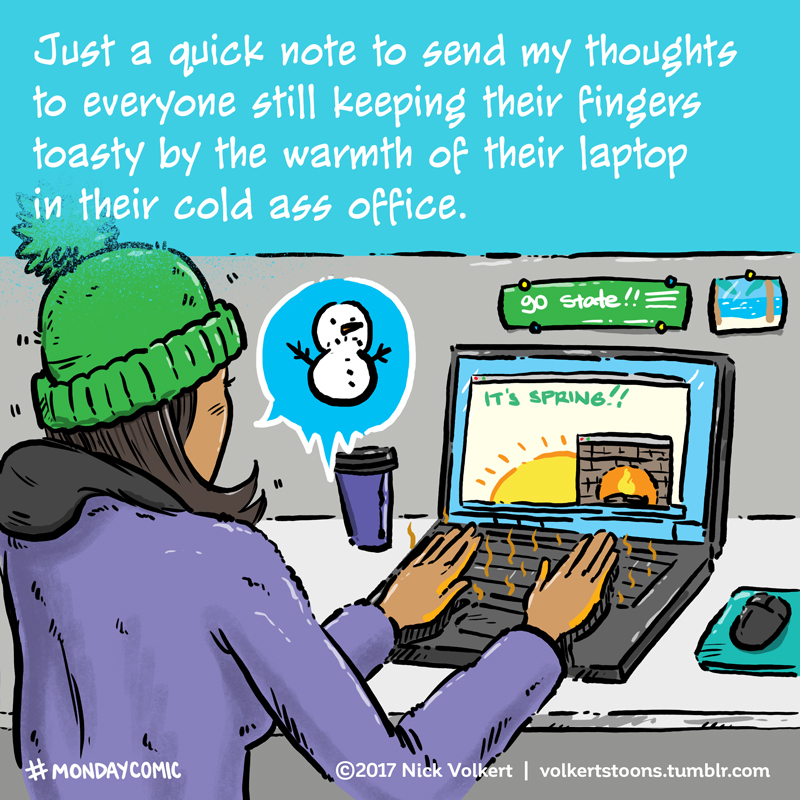 Just a quick note to send my thoughts
to everyone still keeping their fingers
toasty by the warmth of their laptop
in their cold ass office.
go State!!
IT'S SPRING!!
#MONDAYCOMIC
©2017 Nick Volkert | volkertstoons.tumblr.com